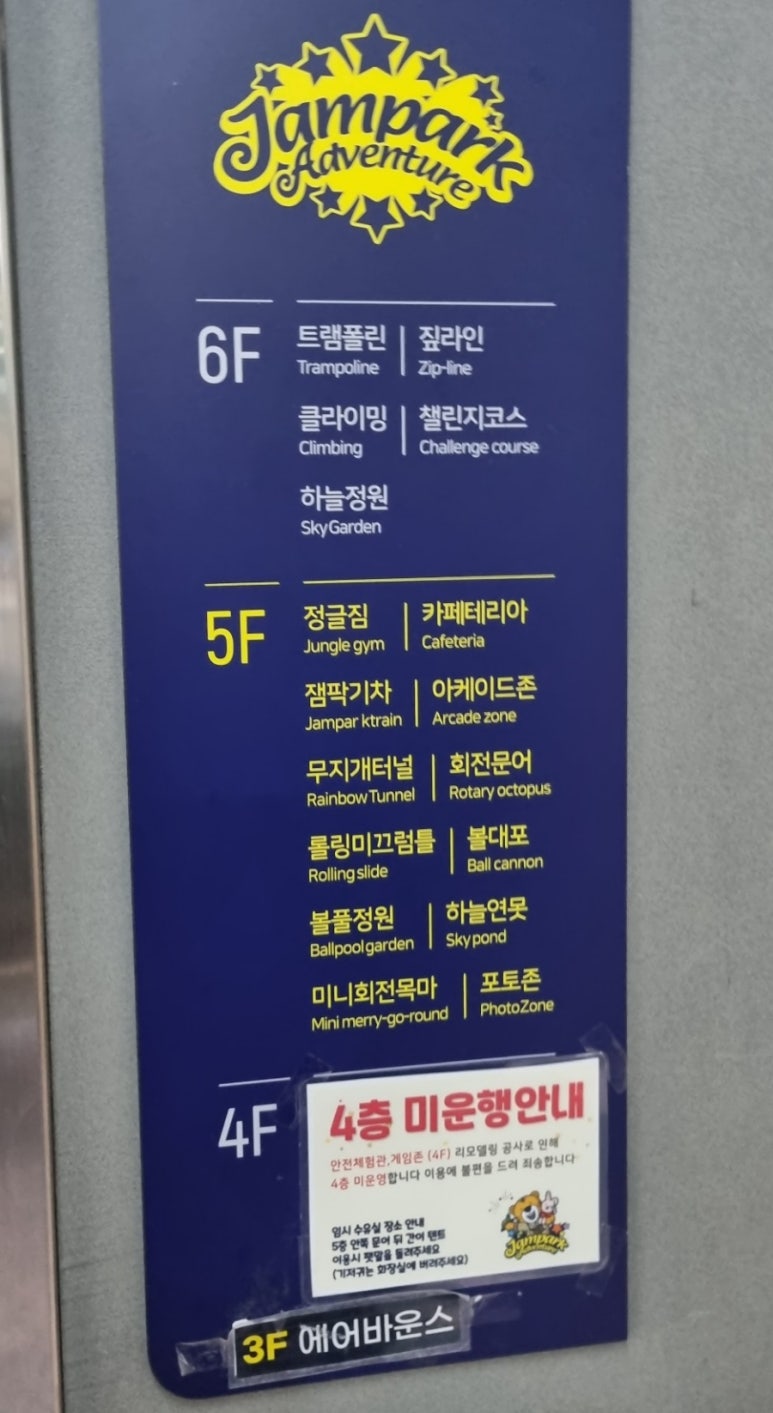 Jampark
Adventure
6F
트램폴린 | 짚라인
Trampoline | Zip-line
클라이밍 | 챌린지코스
Climbing | Challenge course
하늘정원
SkyGarden
5F
정글짐 | 카페테리아
Jungle gym | Cafeteria
잼팍기차 | 아케이드존
Jampar ktrain | Arcade zone
무지개터널 | 회전문어
Rainbow Tunnel | Rotary octopus
롤링미끄럼틀 | 볼대포
Rolling slide | Ball cannon
볼풀정원 | 하늘연못
Ballpool garden | Sky pond
미니회전목마 | 포토존
Mini merry-go-round | PhotoZone
4F
4층 미운행안내
안전체험관,게임존 (4F) 리모델링 공사로 인해
4층 미운영합니다 이용에 불편을 드려 죄송합니다
임시 수유실 장소 안내
5층 안쪽 문어 뒤 간이 텐트
이용시 팻말을 돌려주세요
(기저귀는 화장실에 버려주세요)
Jampark
Adventure
3F 에어바운스